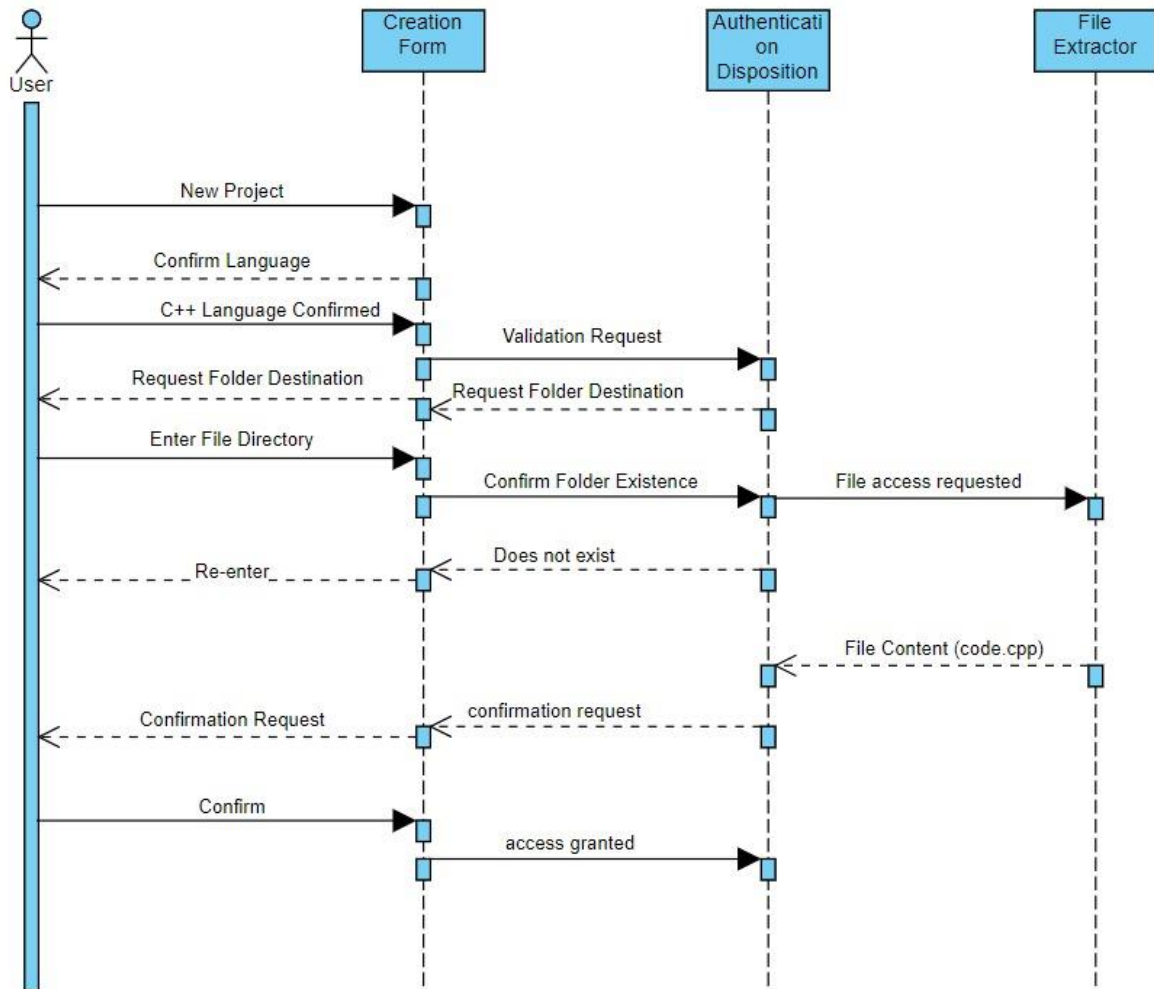 Creation
Form
Authenticati
on
Disposition
File
Extractor
User
New Project
Confirm Language
C++ Language Confirmed
Validation Request
Request Folder Destination
Request Folder Destination
Enter File Directory
Confirm Folder Existence
File access requested
Does not exist
Re-enter
File Content (code.cpp)
confirmation request
Confirmation Request
Confirm
access granted